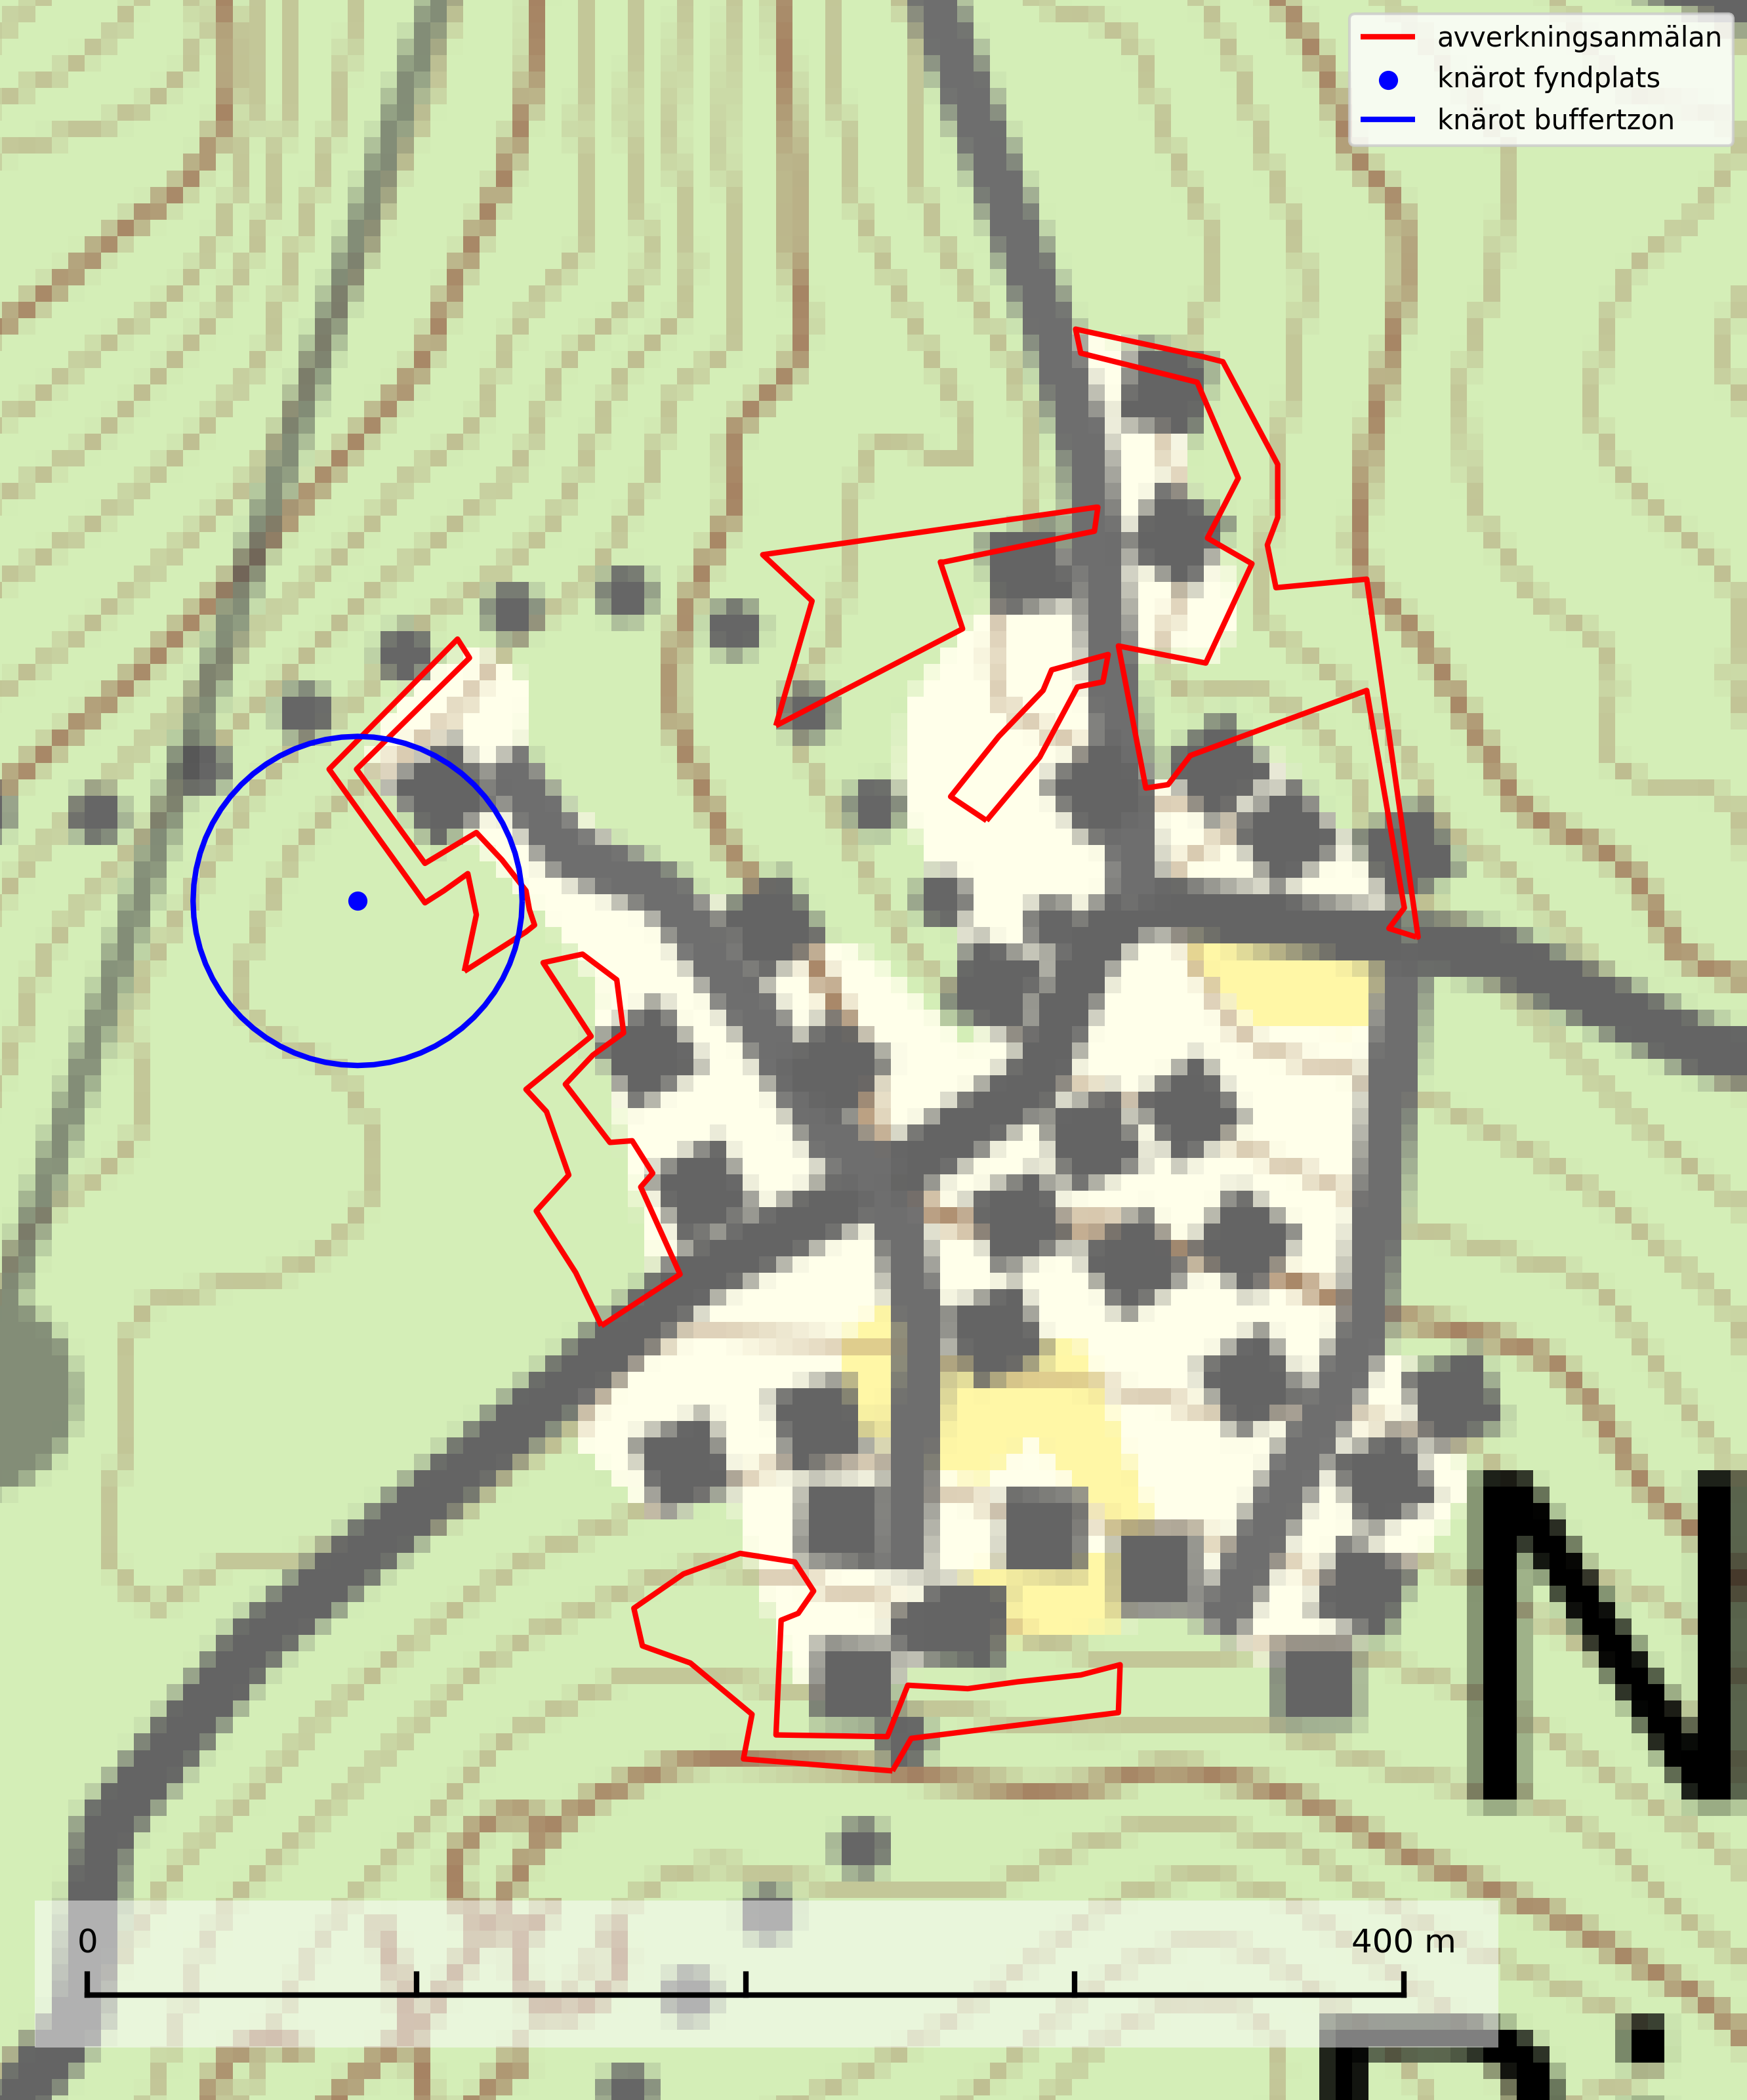 avverkningsanmälan
knärot fyndplats
knärot buffertzon
N
0 400 m